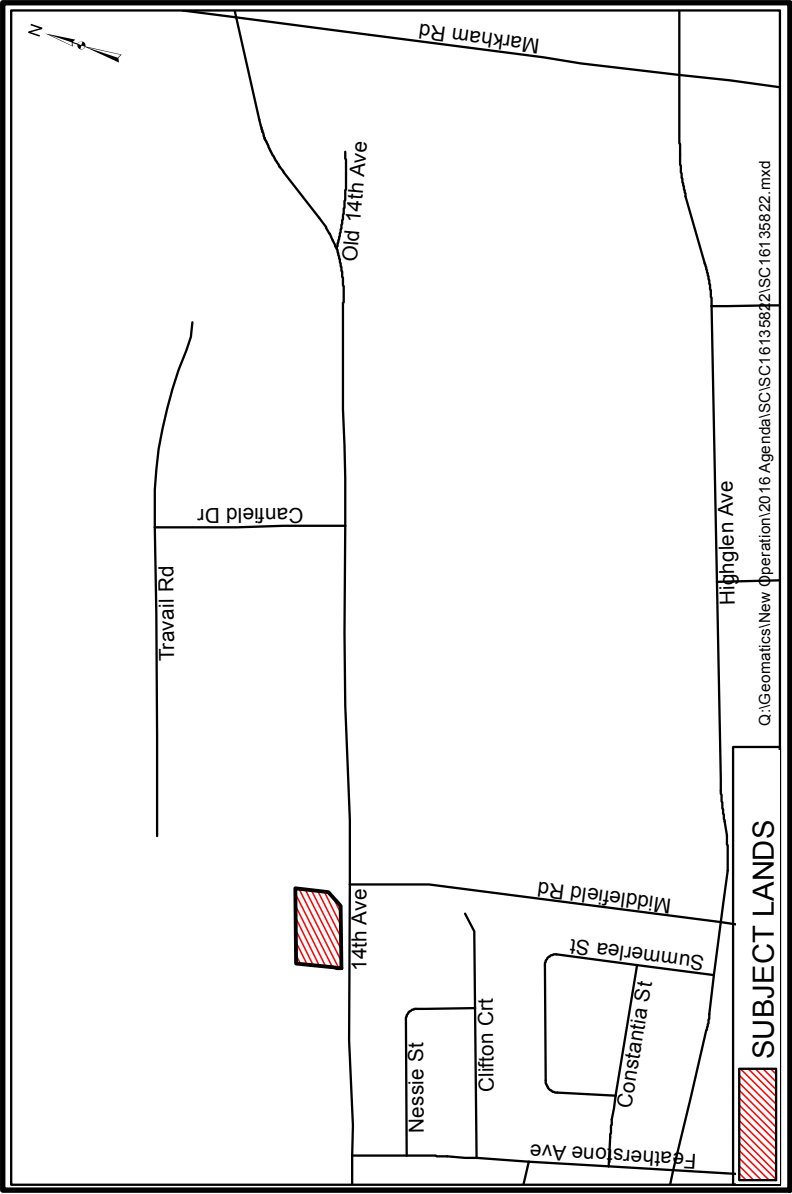 N
Markham Rd
Old 14th Ave
Canfield Dr
Travail Rd
Highglen Ave
14th Ave
Middlefield Rd
Summerlea St
Nessie St
Clifton Crt
Constantia St
Featherstone Ave
Q:\Geomatics\New Operation\2016 Agenda\SC\SC16135822\SC16135822.mxd
SUBJECT LANDS